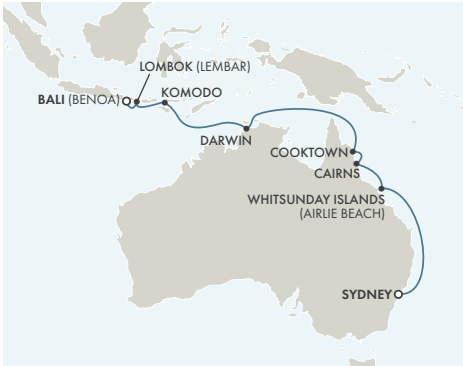 LOMBOK (LEMBAR)
BALI (BENOA)
KOMODO
DARWIN
COOKTOWN
CAIRNS
WHITSUNDAY ISLANDS
(AIRLIE BEACH)
SYDNEY